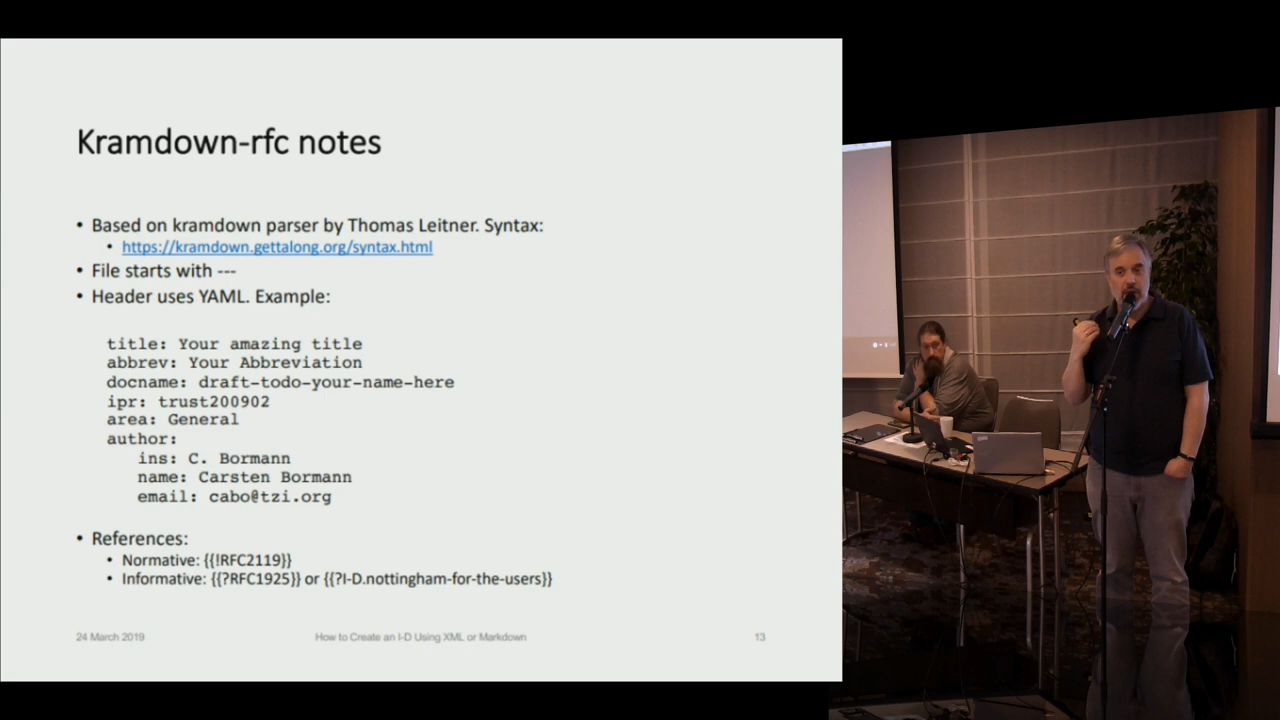 Kramdown-rfc notes
• Based on kramdown parser by Thomas Leitner. Syntax:
• https://kramdown.gettalong.org/syntax.html
• File starts with ---
• Header uses YAML. Example:
title: Your amazing title
abbrev: Your Abbreviation
docname: draft-todo-your-name-here
ipr: trust200902
area: General
author:
ins: C. Bormann
name: Carsten Bormann
email: cabo@tzi.org
• References:
• Normative: {{!RFC2119}}
• Informative: {{?RFC1925}} or {{?I-D.nottingham-for-the-users}}
24 March 2019
How to Create an I-D Using XML or Markdown
13